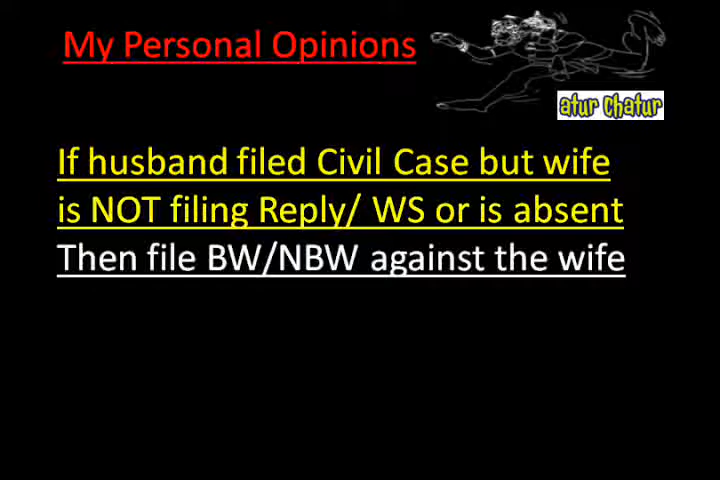 My Personal Opinions
atur Chatur
If husband filed Civil Case but wife
is NOT filing Reply/ WS or is absent
Then file BW/NBW against the wife